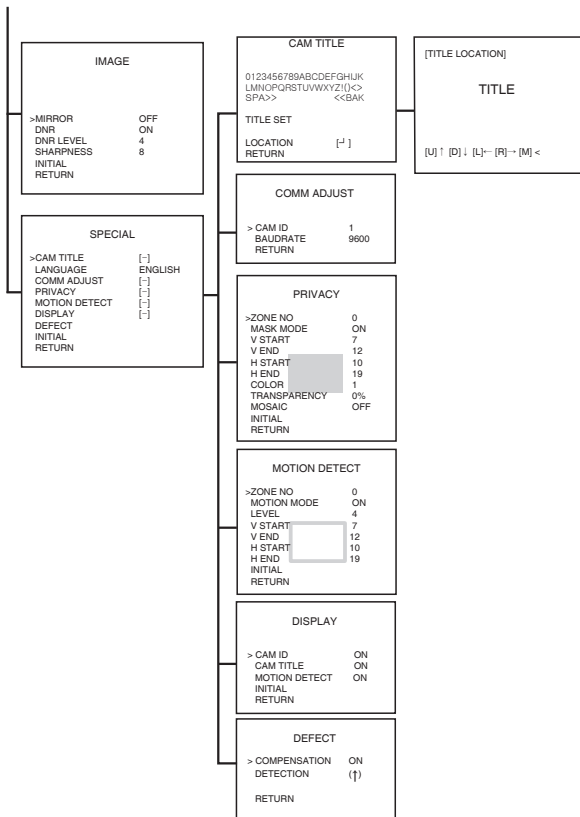 IMAGE
>MIRROR OFF
DNR ON
DNR LEVEL 4
SHARPNESS 8
INITIAL
RETURN
SPECIAL
>CAM TITLE [-]
LANGUAGE ENGLISH
COMM ADJUST [-]
PRIVACY [-]
MOTION DETECT [-]
DISPLAY [-]
DEFECT
INITIAL
RETURN
CAM TITLE
0123456789ABCDEFGHIJK
LMNOPQRSTUVWXYZ!()<>
SPA>> <<BAK
TITLE SET
LOCATION [↵]
RETURN
[TITLE LOCATION]
TITLE
[U]↑ [D]↓ [L]← [R]→ [M] <
COMM ADJUST
> CAM ID 1
BAUDRATE 9600
RETURN
PRIVACY
>ZONE NO 0
MASK MODE ON
V START 7
V END 12
H START 10
H END 19
COLOR 1
TRANSPARENCY 0%
MOSAIC OFF
INITIAL
RETURN
MOTION DETECT
>ZONE NO 0
MOTION MODE ON
LEVEL 4
V START 7
V END 12
H START 10
H END 19
INITIAL
RETURN
DISPLAY
> CAM ID ON
CAM TITLE ON
MOTION DETECT ON
INITIAL
RETURN
DEFECT
> COMPENSATION ON
DETECTION (↑)
RETURN